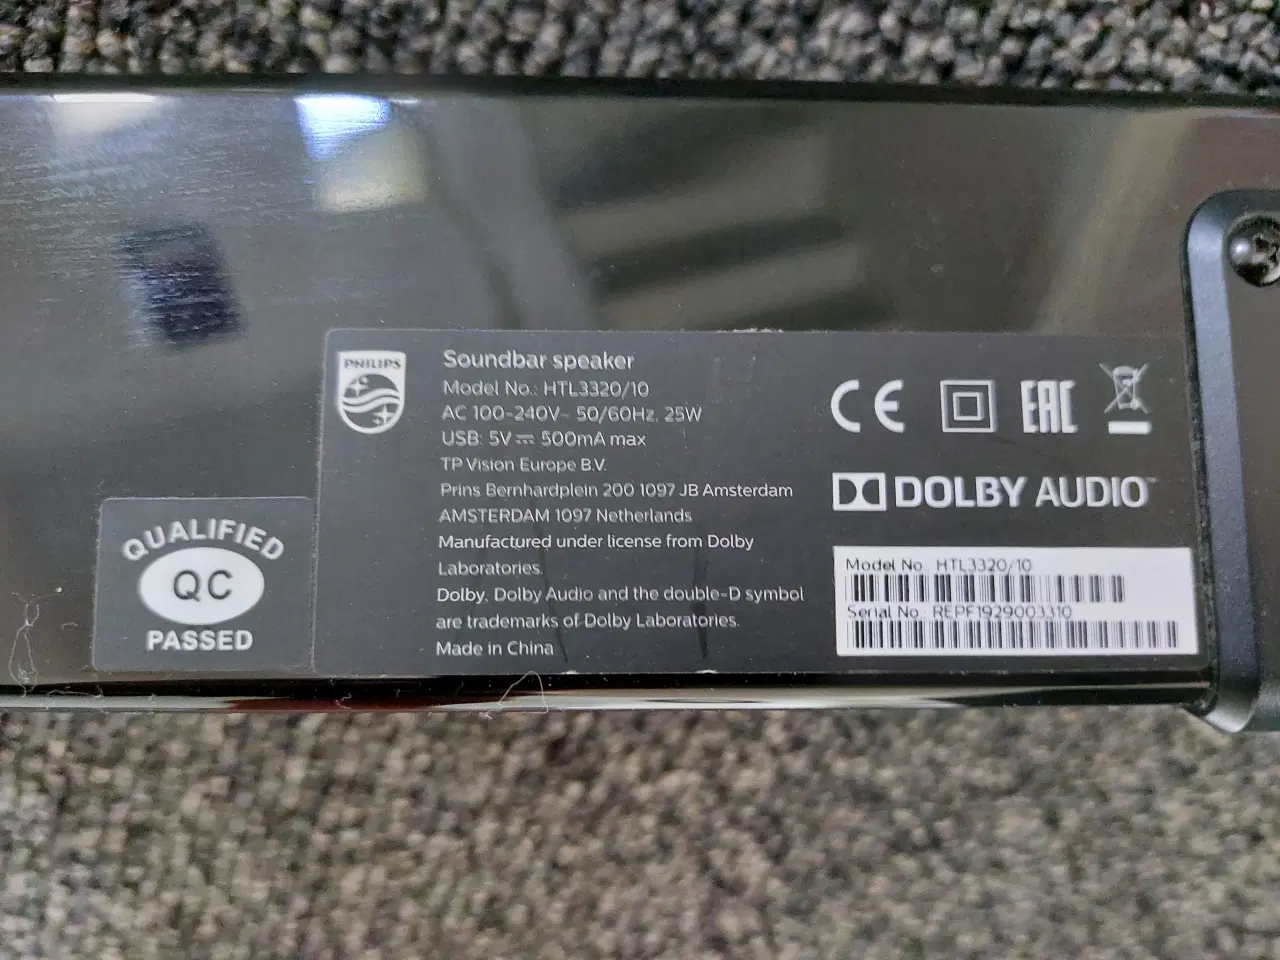 PHILIPS
Soundbar speaker
Model No.: HTL3320/10
AC 100-240V~ 50/60Hz, 25W
USB: 5V⎓ 500mA max
TP Vision Europe B.V.
Prins Bernhardplein 200 1097 JB Amsterdam
AMSTERDAM 1097 Netherlands
Manufactured under license from Dolby
Laboratories.
Dolby, Dolby Audio and the double-D symbol
are trademarks of Dolby Laboratories.
Made in China
CE EAC
DOLBY AUDIO™
Model No. HTL3320/10
Serial No.: REPF1929003310
QUALIFIED
QC
PASSED